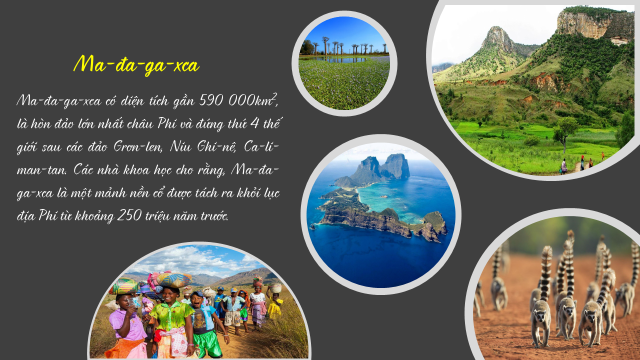 Ma-đa-ga-xca
Ma-đa-ga-xca có diện tích gần 590 000km²,
là hòn đảo lớn nhất châu Phi và đứng thứ 4 thế
giới sau các đảo Grơn-len, Niu Ghi-nê, Ca-li-
man-tan. Các nhà khoa học cho rằng, Ma-đa-
ga-xca là một mảnh nền cổ được tách ra khỏi lục
địa Phi từ khoảng 250 triệu năm trước.